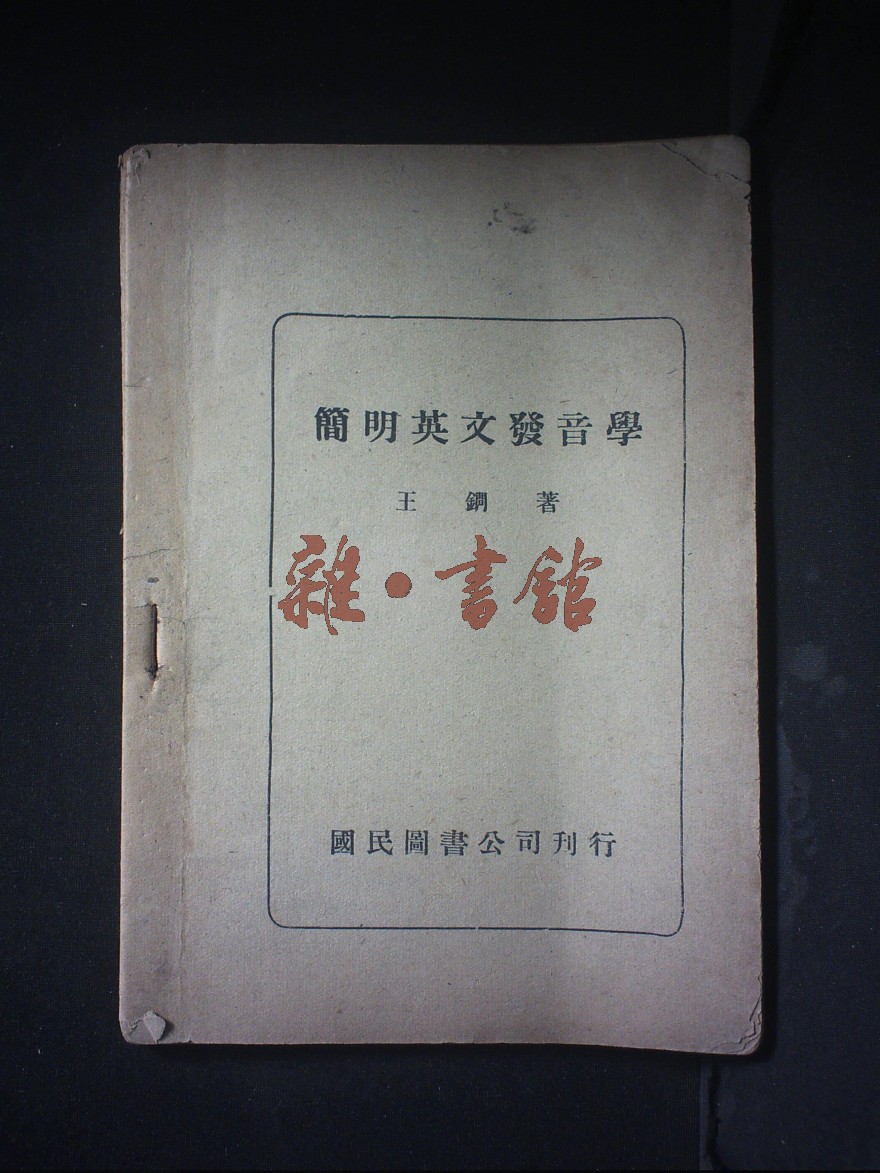 簡明英文發音學
王鐧著
雜•書館
國民圖書公司刊行